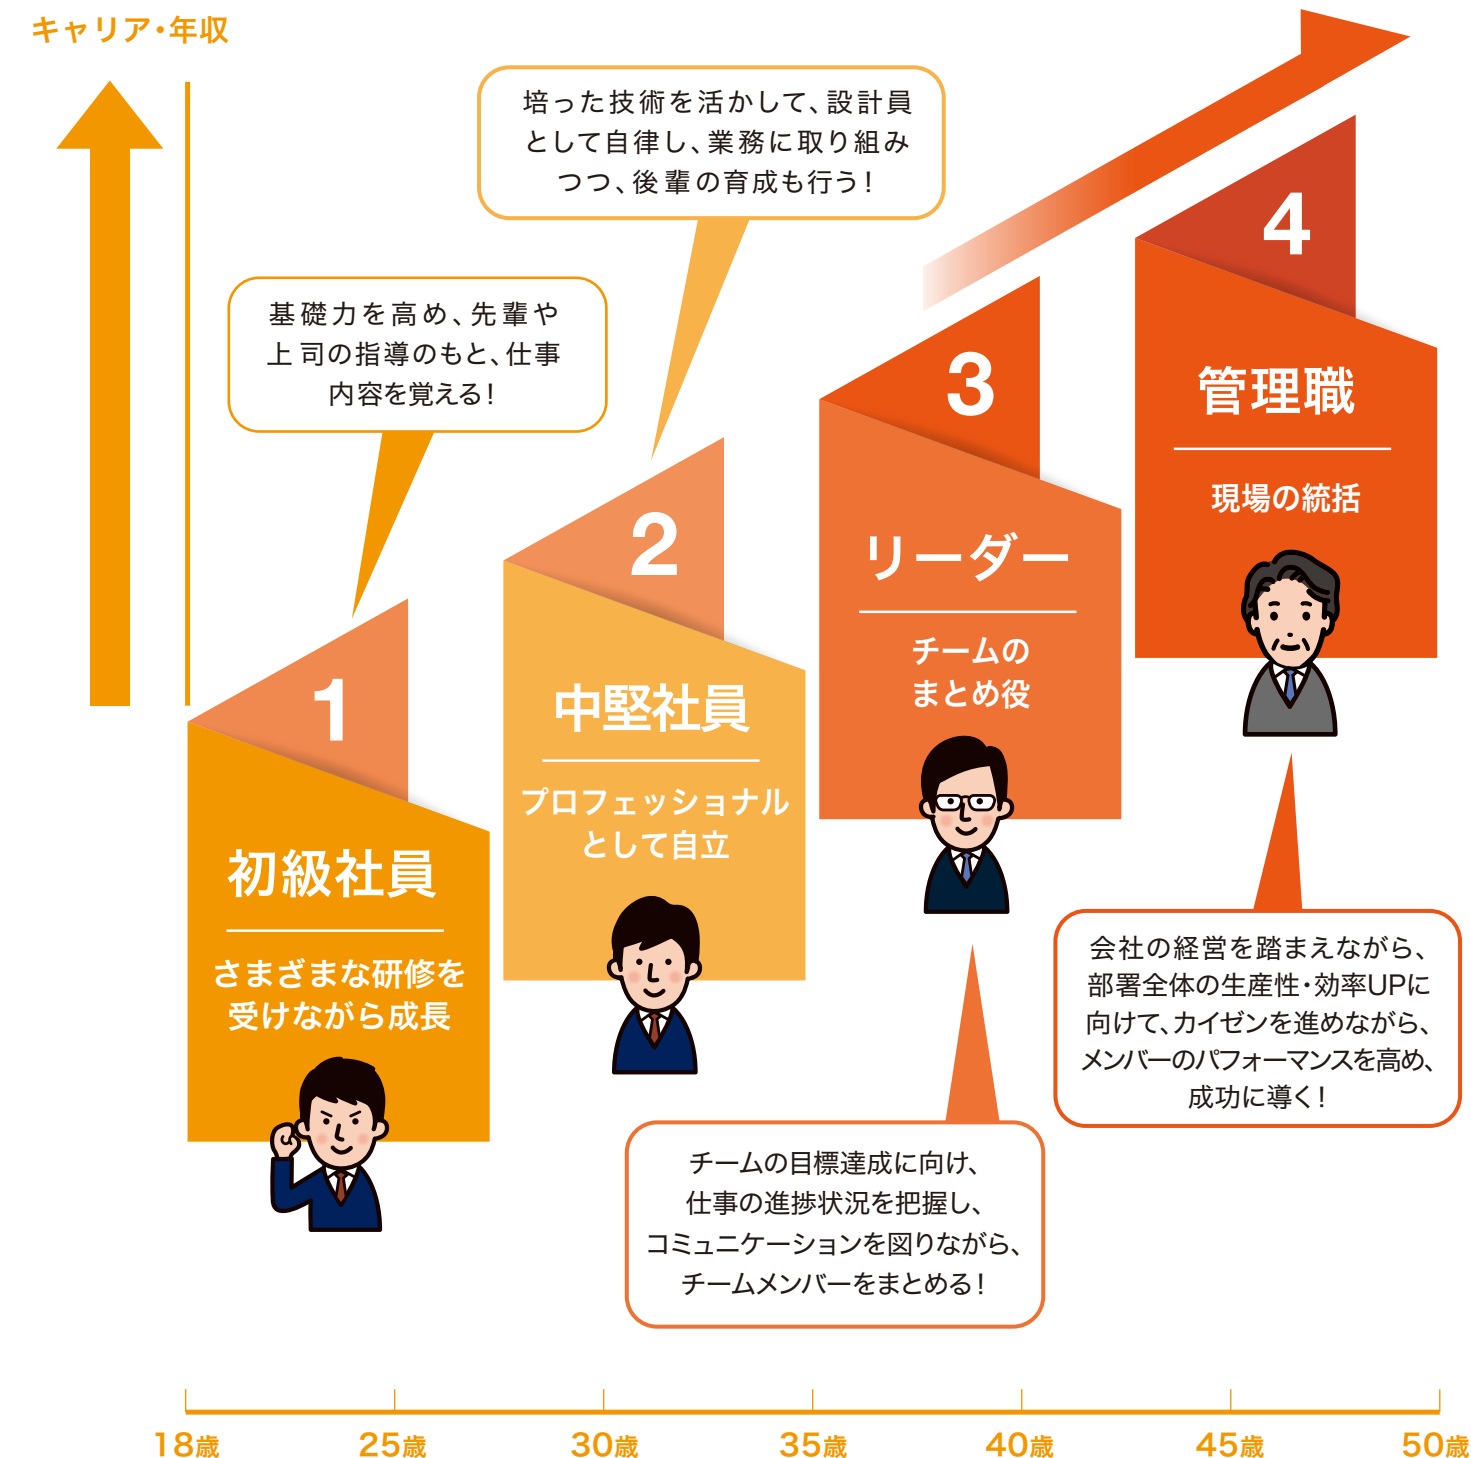 キャリア・年収
培った技術を活かして、設計員
として自律し、業務に取り組み
つつ、後輩の育成も行う！
基礎力を高め、先輩や
上司の指導のもと、仕事
内容を覚える！
1
初級社員
さまざまな研修を
受けながら成長
2
中堅社員
プロフェッショナル
として自立
3
リーダー
チームの
まとめ役
4
管理職
現場の統括
会社の経営を踏まえながら、
部署全体の生産性・効率UPに
向けて、カイゼンを進めながら、
メンバーのパフォーマンスを高め、
成功に導く！
チームの目標達成に向け、
仕事の進捗状況を把握し、
コミュニケーションを図りながら、
チームメンバーをまとめる！
18歳 25歳 30歳 35歳 40歳 45歳 50歳